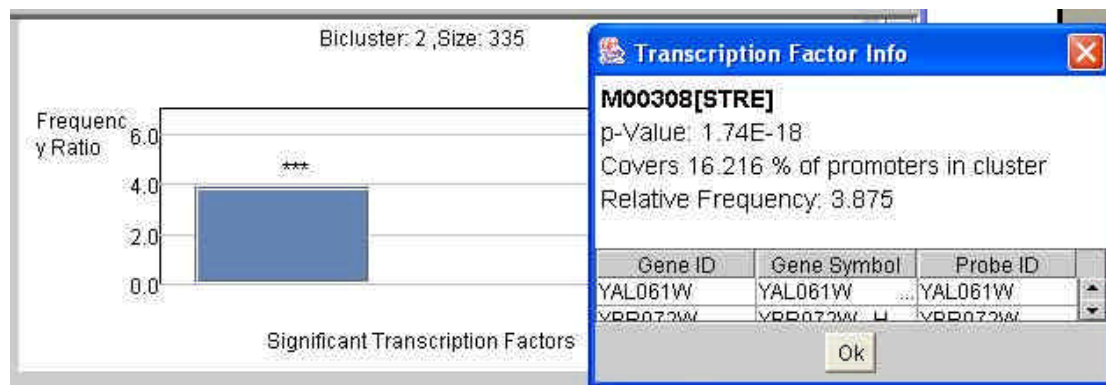 Bicluster: 2 ,Size: 335
Frequenc
y Ratio
6.0
4.0
2.0
0.0
***
Significant Transcription Factors
Transcription Factor Info
M00308[STRE]
p-Value: 1.74E-18
Covers 16.216 % of promoters in cluster
Relative Frequency: 3.875
Gene ID Gene Symbol Probe ID
YAL061W YAL061W ... YAL061W
Ok